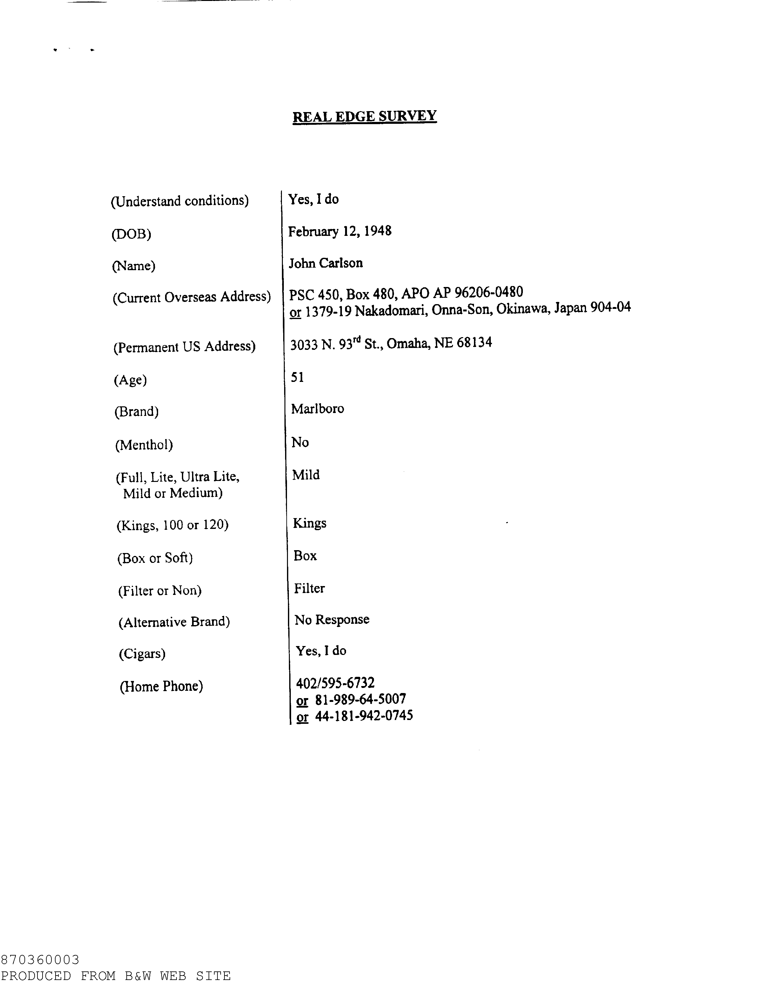 REAL EDGE SURVEY
(Understand conditions) Yes, I do
(DOB) February 12, 1948
(Name) John Carlson
(Current Overseas Address) PSC 450, Box 480, APO AP 96206-0480
or 1379-19 Nakadomari, Onna-Son, Okinawa, Japan 904-04
(Permanent US Address) 3033 N. 93rd St., Omaha, NE 68134
(Age) 51
(Brand) Marlboro
(Menthol) No
(Full, Lite, Ultra Lite, Mild
Mild or Medium)
(Kings, 100 or 120) Kings
(Box or Soft) Box
(Filter or Non) Filter
(Alternative Brand) No Response
(Cigars) Yes, I do
(Home Phone) 402/595-6732
or 81-989-64-5007
or 44-181-942-0745
870360003
PRODUCED FROM B&W WEB SITE